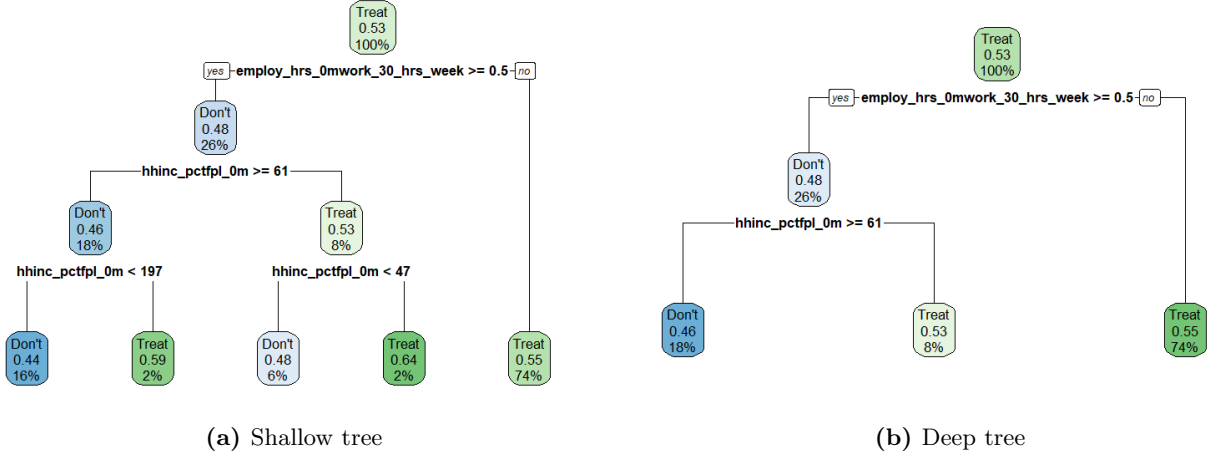 Treat
0.53
100%
yes employ_hrs_0mwork_30_hrs_week >= 0.5 no
Don't
0.48
26%
hhinc_pctfpl_0m >= 61
Don't
0.46
18%
Treat
0.53
8%
hhinc_pctfpl_0m < 197
hhinc_pctfpl_0m < 47
Don't
0.44
16%
Treat
0.59
2%
Don't
0.48
6%
Treat
0.64
2%
Treat
0.55
74%
(a) Shallow tree
Treat
0.53
100%
yes employ_hrs_0mwork_30_hrs_week >= 0.5 no
Don't
0.48
26%
hhinc_pctfpl_0m >= 61
Don't
0.46
18%
Treat
0.53
8%
Treat
0.55
74%
(b) Deep tree